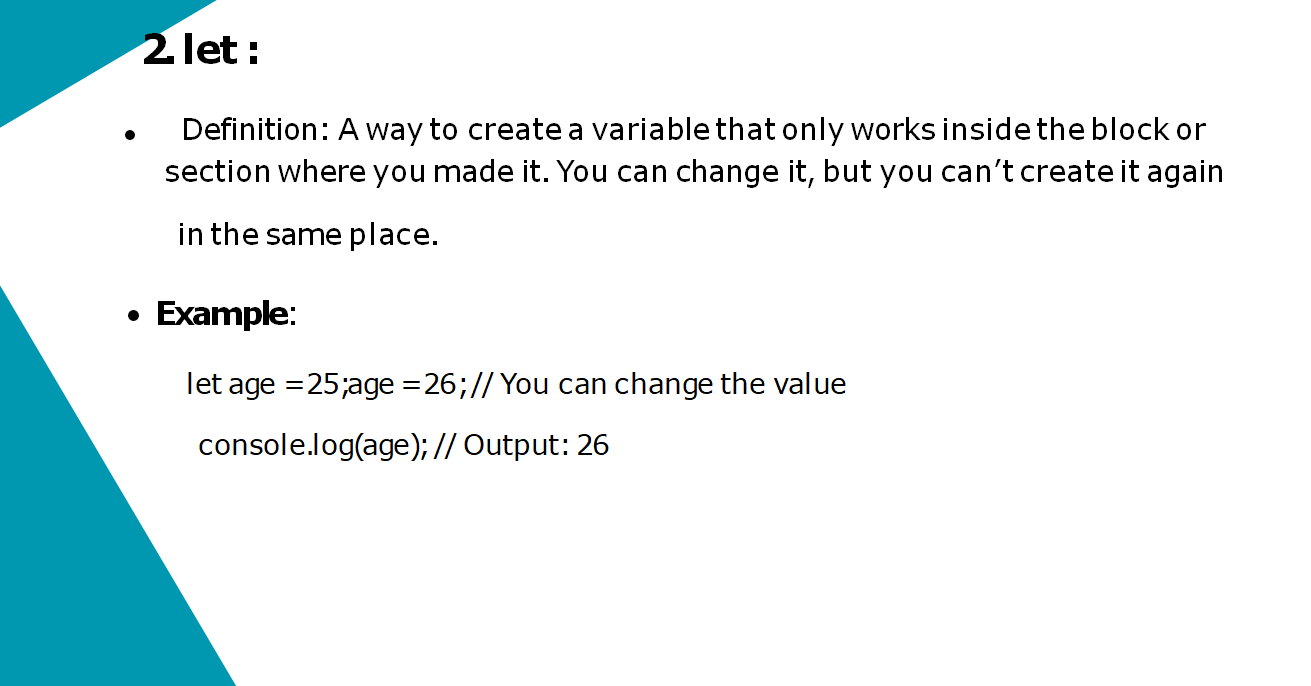 2. let :
• Definition: A way to create a variable that only works inside the block or
section where you made it. You can change it, but you can’t create it again
in the same place.
• Example:
let age = 25;age = 26; // You can change the value
console.log(age); // Output: 26